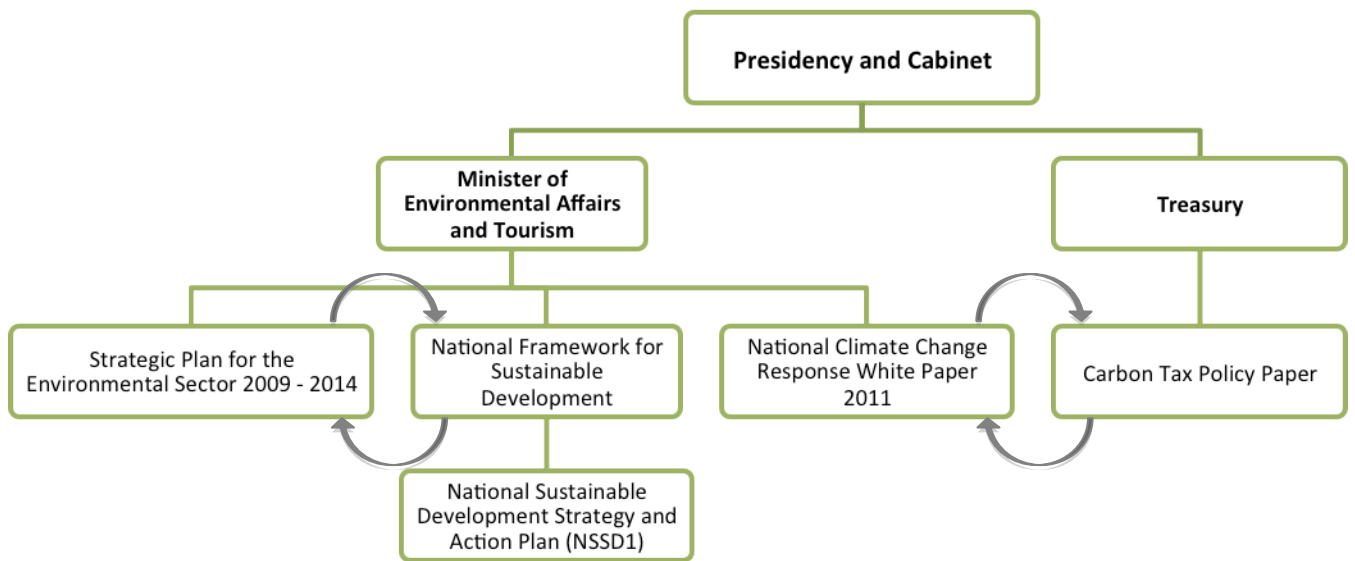 Presidency and Cabinet
Minister of
Environmental Affairs
and Tourism
Treasury
Strategic Plan for the
Environmental Sector 2009 - 2014
National Framework for
Sustainable
Development
National Climate Change
Response White Paper
2011
Carbon Tax Policy Paper
National Sustainable
Development Strategy and
Action Plan (NSSD1)